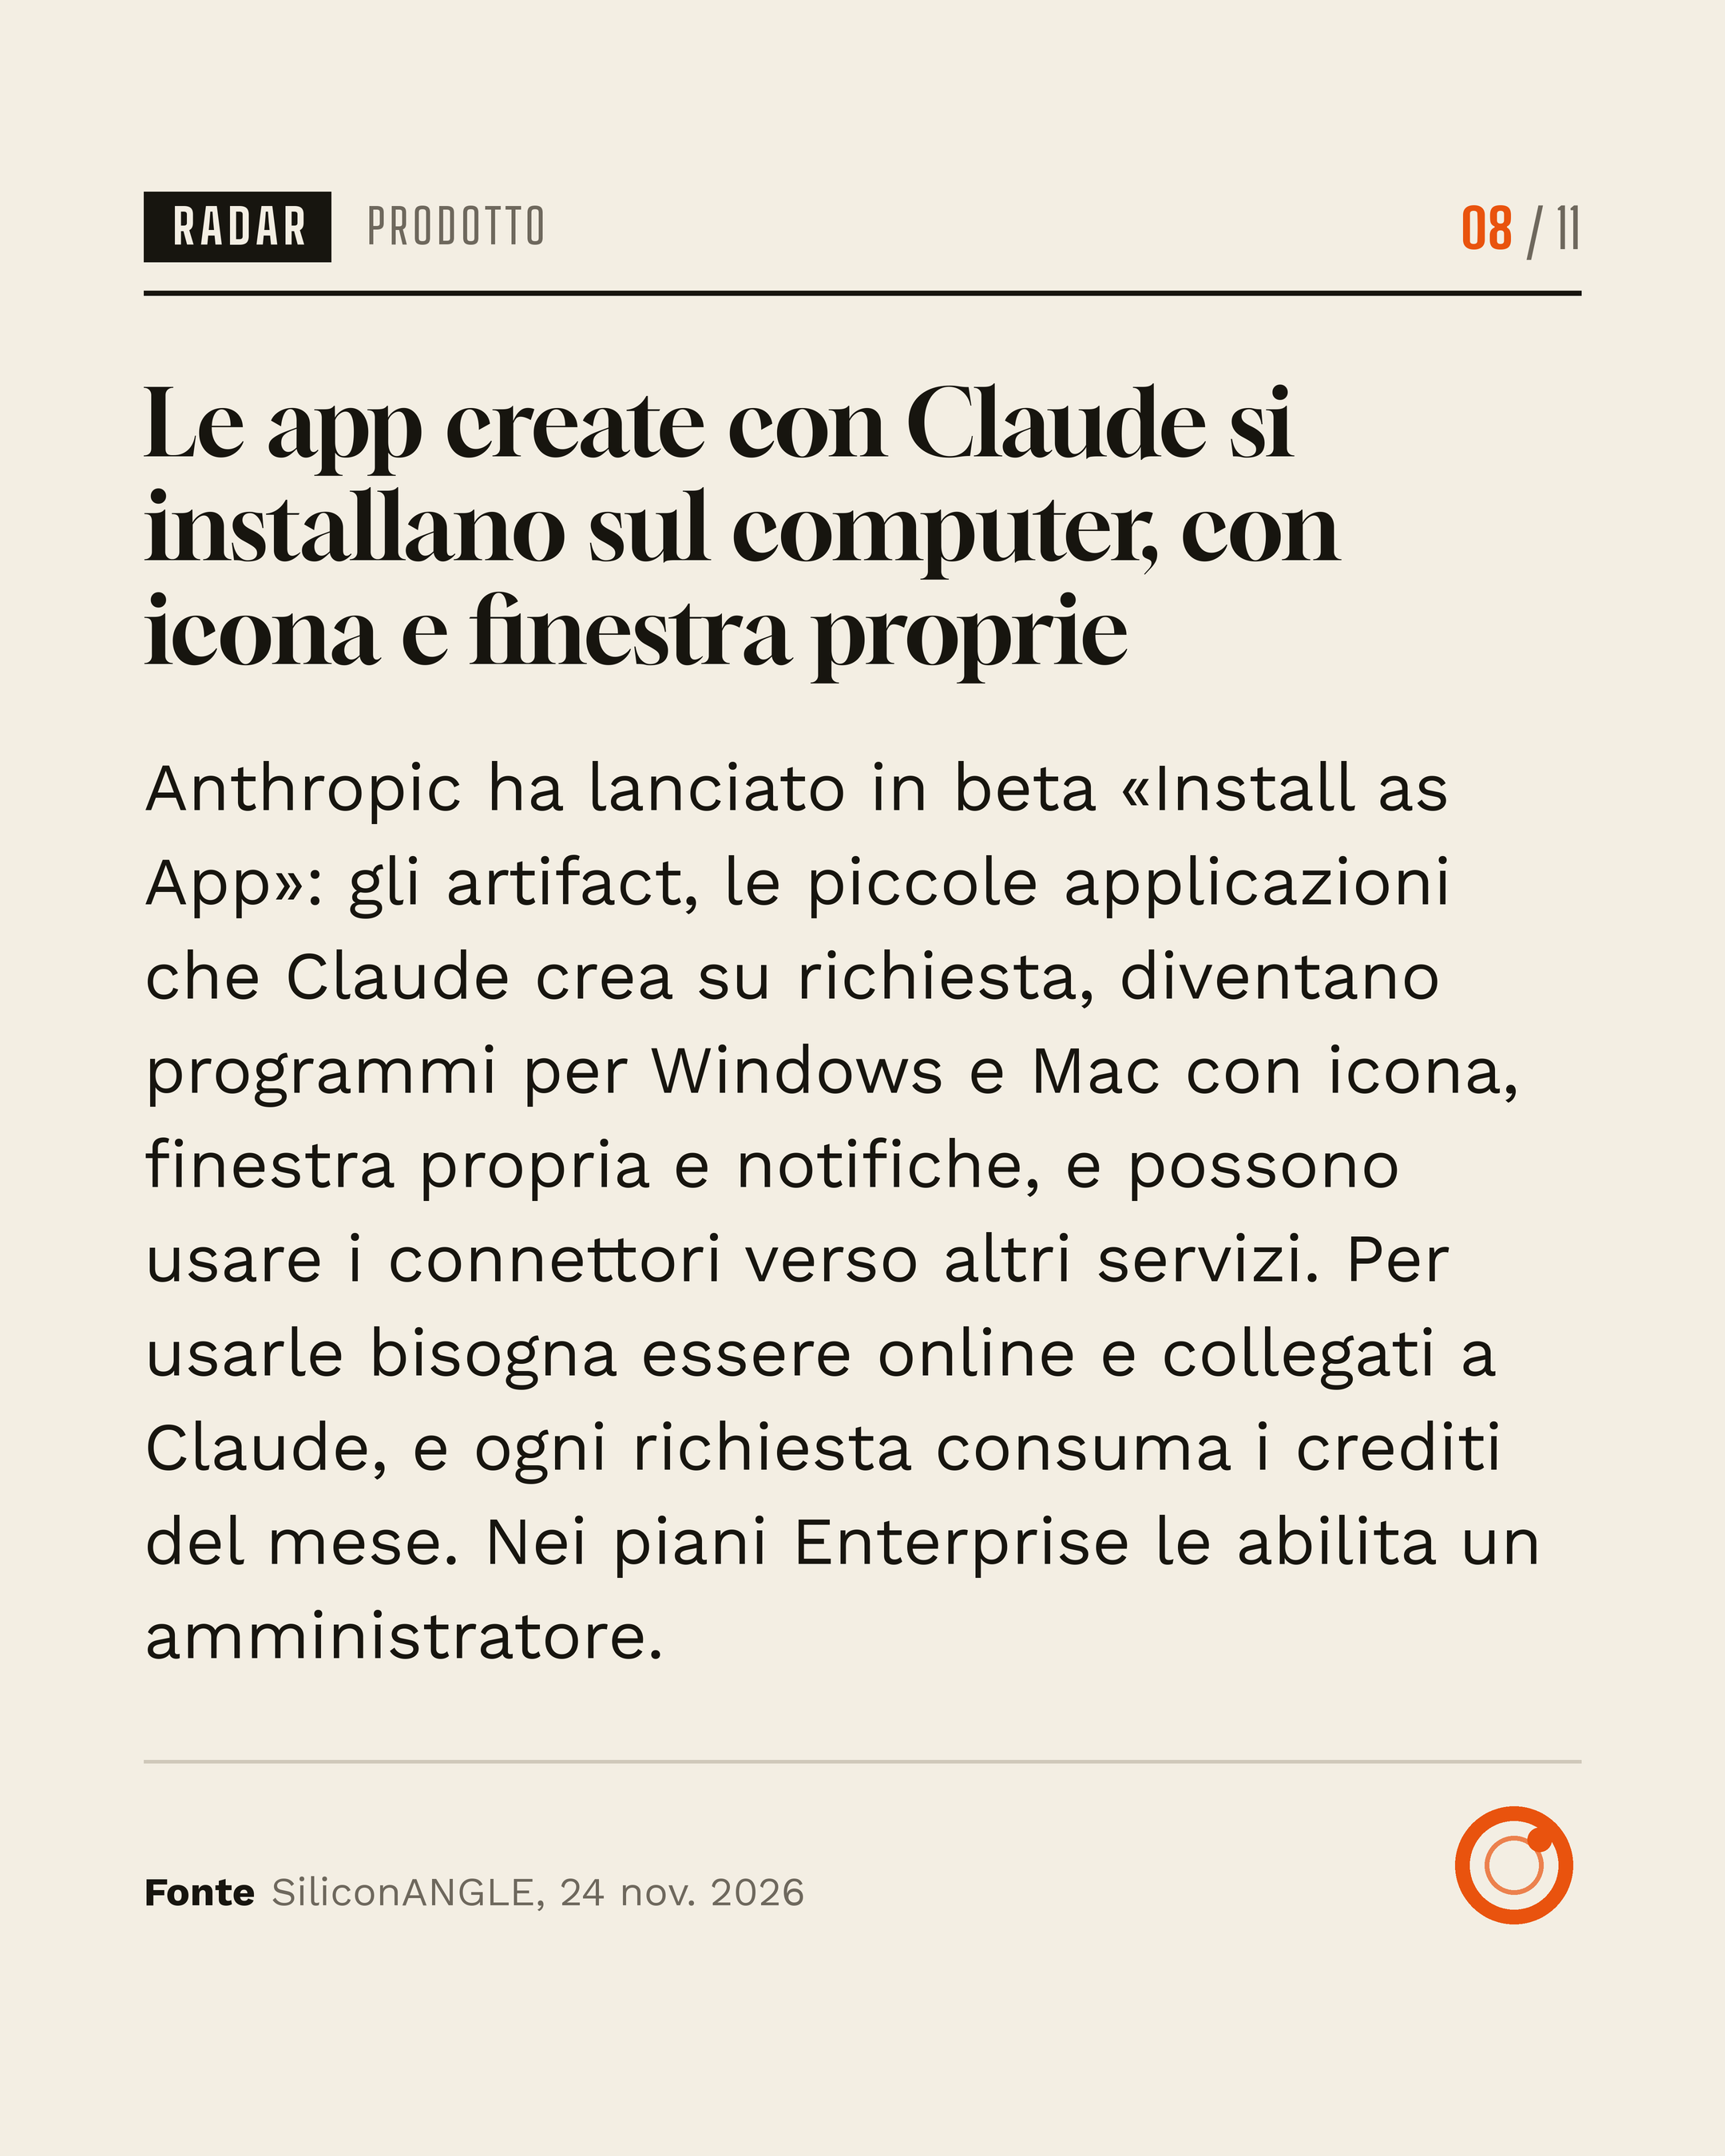 RADAR PRODOTTO 08 / 11
Le app create con Claude si
installano sul computer, con
icona e finestra proprie
Anthropic ha lanciato in beta «Install as
App»: gli artifact, le piccole applicazioni
che Claude crea su richiesta, diventano
programmi per Windows e Mac con icona,
finestra propria e notifiche, e possono
usare i connettori verso altri servizi. Per
usarle bisogna essere online e collegati a
Claude, e ogni richiesta consuma i crediti
del mese. Nei piani Enterprise le abilita un
amministratore.
Fonte SiliconANGLE, 24 nov. 2026